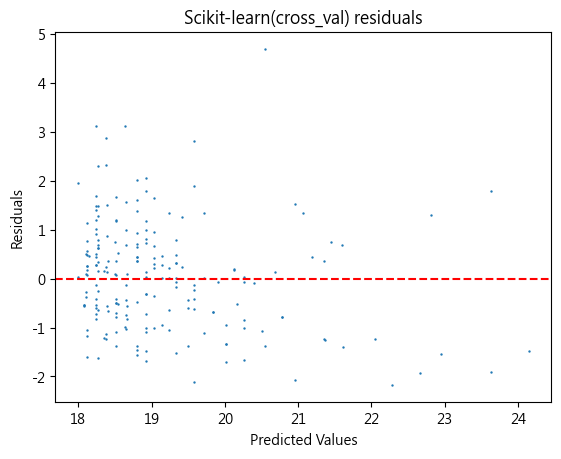 Scikit-learn(cross_val) residuals
5
4
3
2
1
0
-1
-2
Residuals
18 19 20 21 22 23 24
Predicted Values